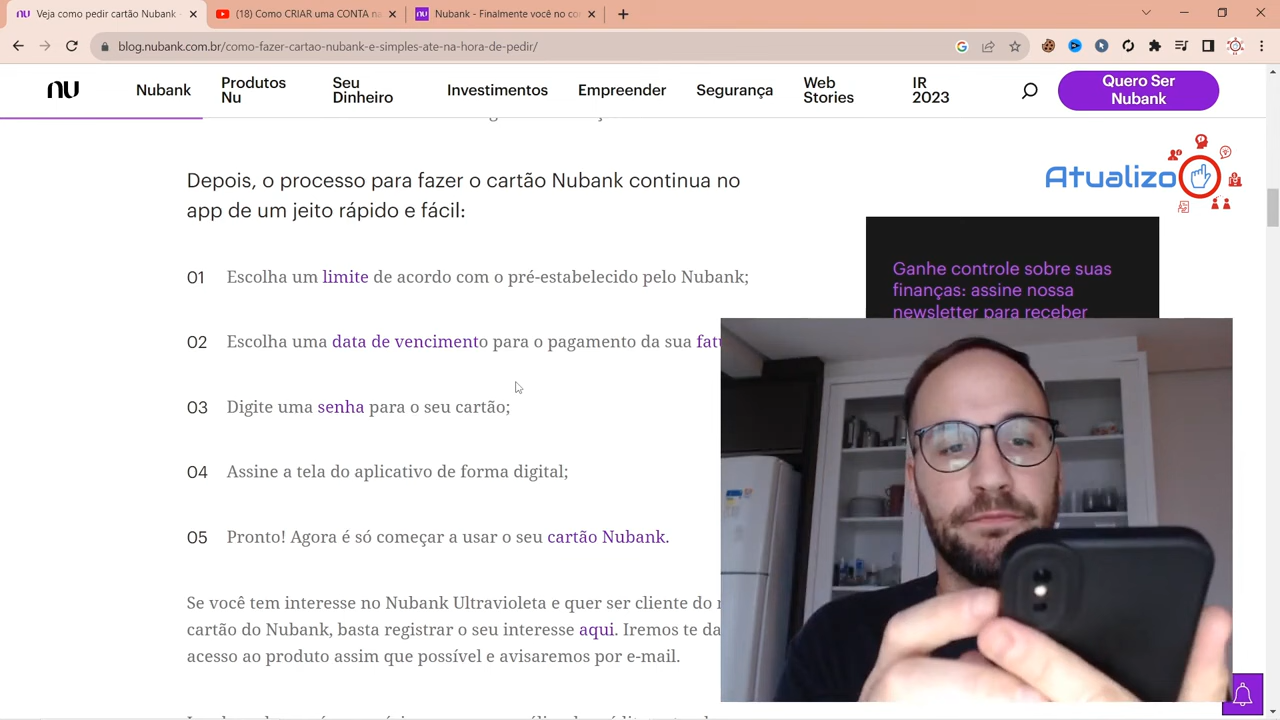 Veja como pedir cartão Nubank -
(18) Como CRIAR uma CONTA na
Nubank - Finalmente você no co
blog.nubank.com.br/como-fazer-cartao-nubank-e-simples-ate-na-hora-de-pedir/
nu
Nubank
Produtos
Nu
Seu
Dinheiro
Investimentos
Empreender
Segurança
Web
Stories
IR
2023
Quero Ser
Nubank
Atualizo
Depois, o processo para fazer o cartão Nubank continua no
app de um jeito rápido e fácil:
01 Escolha um limite de acordo com o pré-estabelecido pelo Nubank;
02 Escolha uma data de vencimento para o pagamento da sua fatu
03 Digite uma senha para o seu cartão;
04 Assine a tela do aplicativo de forma digital;
05 Pronto! Agora é só começar a usar o seu cartão Nubank.
Se você tem interesse no Nubank Ultravioleta e quer ser cliente do
cartão do Nubank, basta registrar o seu interesse aqui. Iremos te da
acesso ao produto assim que possível e avisaremos por e-mail.
Ganhe controle sobre suas
finanças: assine nossa
newsletter para receber